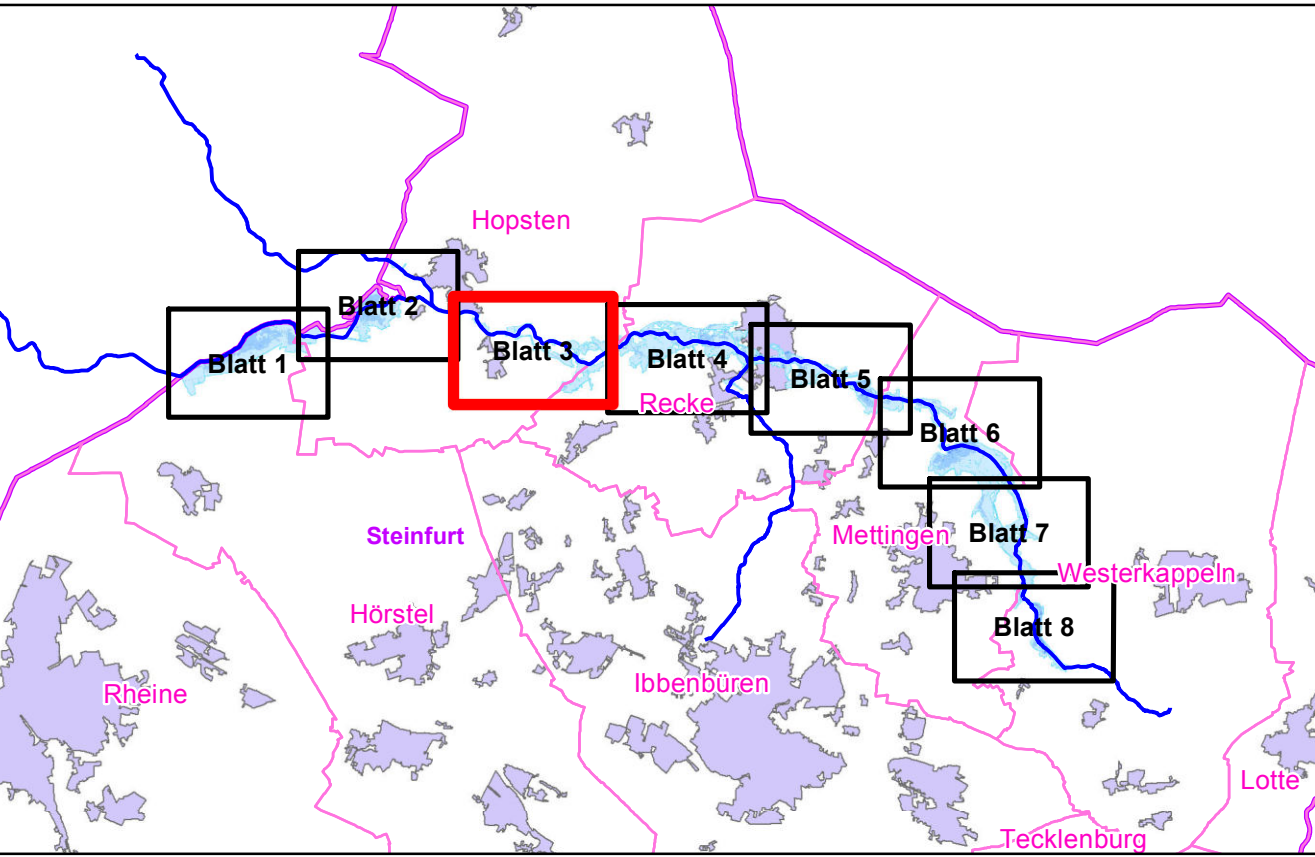 Hopsten
Blatt 2
Blatt 1
Blatt 3
Blatt 4
Blatt 5
Recke
Blatt 6
Steinfurt
Mettingen
Blatt 7
Westerkappeln
Hörstel
Blatt 8
Rheine
Ibbenbüren
Lotte
Tecklenburg